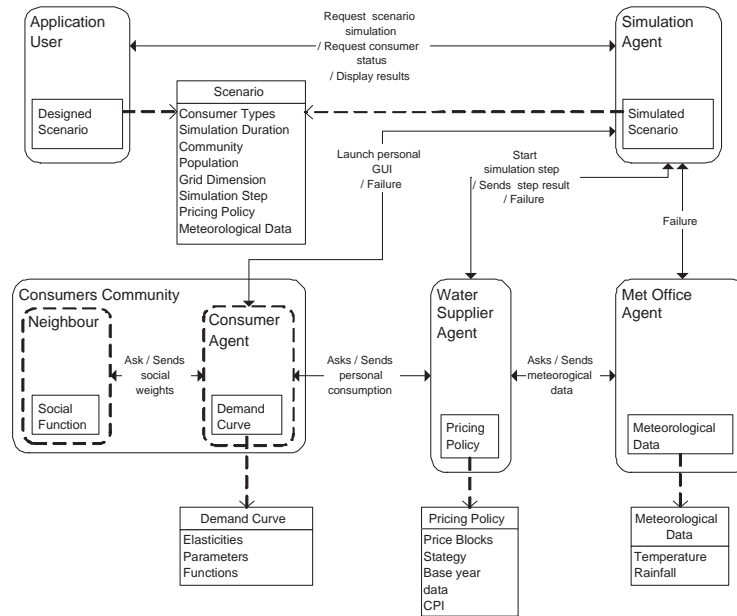 Application
User
Request scenario
simulation
/ Request consumer
status
/ Display results
Simulation
Agent
Designed
Scenario
Scenario
Consumer Types
Simulation Duration
Community
Population
Grid Dimension
Simulation Step
Pricing Policy
Meteorological Data
Simulated
Scenario
Launch personal
GUI
/ Failure
Start
simulation step
/ Sends step result
/ Failure
Failure
Consumers Community
Neighbour
Social
Function
Ask / Sends
social
weights
Consumer
Agent
Demand
Curve
Asks / Sends
personal
consumption
Water
Supplier
Agent
Pricing
Policy
Asks / Sends
meteorogical
data
Met Office
Agent
Meteorological
Data
Demand Curve
Elasticities
Parameters
Functions
Pricing Policy
Price Blocks
Stategy
Base year
data
CPI
Meteorological
Data
Temperature
Rainfall